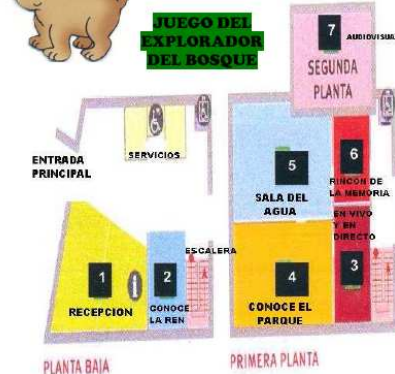 JUEGO DEL
EXPLORADOR
DEL BOSQUE
7
AUDIOVISUA
SEGUNDA
PLANTA
ENTRADA
PRINCIPAL
SERVICIOS
5
SALA DEL
AGUA
6
RINCON DE
LA MEMORIA
EN VIVO
Y EN
DIRECTO
3
ESCALERA
1
i
RECEPCION
2
CONOCE
LA REN
4
CONOCE EL
PARQUE
PLANTA BAJA
PRIMERA PLANTA